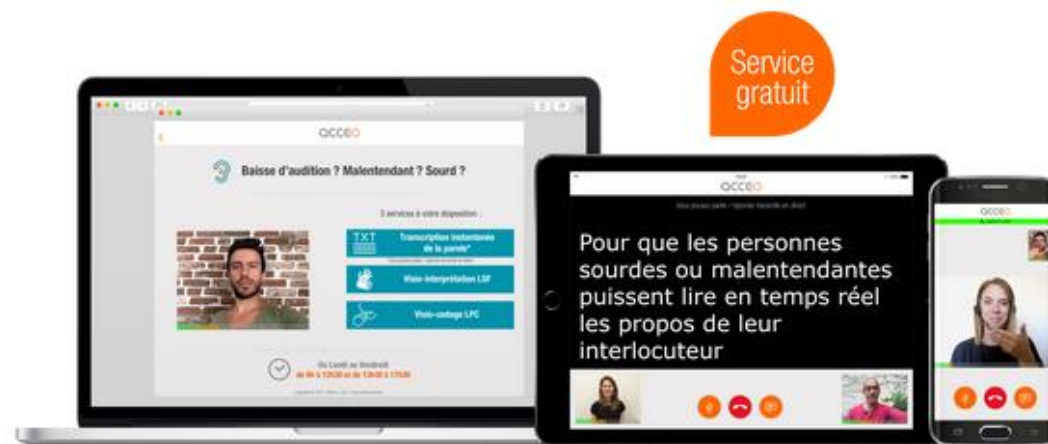 Service
gratuit
acceo
Baisse d'audition ? Malentendant ? Sourd ?
3 services à votre disposition :
TXT
Transcription instantanée
de la parole*
Visio-interprétation LSF
Visio-codage LPC
Du Lundi au Vendredi
acceo
Pour que les personnes
sourdes ou malentendantes
puissent lire en temps réel
les propos de leur
interlocuteur
acceo